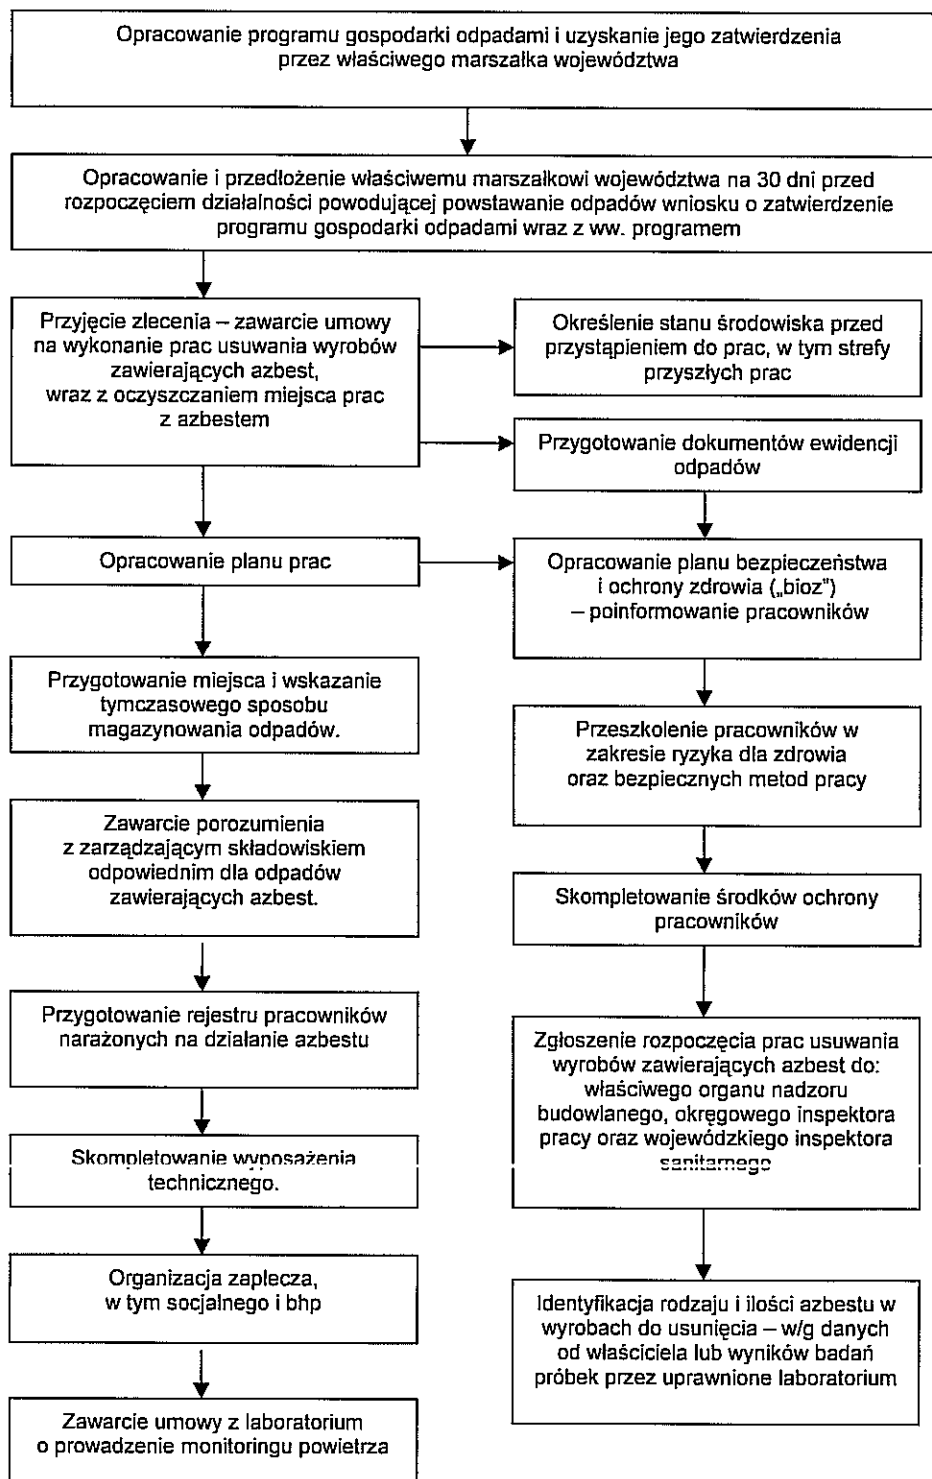 Opracowanie programu gospodarki odpadami i uzyskanie jego zatwierdzenia
przez właściwego marszałka województwa
Opracowanie i przedłożenie właściwemu marszałkowi województwa na 30 dni przed
rozpoczęciem działalności powodującej powstawanie odpadów wniosku o zatwierdzenie
programu gospodarki odpadami wraz z ww. programem
Przyjęcie zlecenia – zawarcie umowy
na wykonanie prac usuwania wyrobów
zawierających azbest,
wraz z oczyszczaniem miejsca prac
z azbestem
Określenie stanu środowiska przed
przystąpieniem do prac, w tym strefy
przyszłych prac
Przygotowanie dokumentów ewidencji
odpadów
Opracowanie planu prac
Opracowanie planu bezpieczeństwa
i ochrony zdrowia („bioz”)
– poinformowanie pracowników
Przygotowanie miejsca i wskazanie
tymczasowego sposobu
magazynowania odpadów.
Przeszkolenie pracowników w
zakresie ryzyka dla zdrowia
oraz bezpiecznych metod pracy
Zawarcie porozumienia
z zarządzającym składowiskiem
odpowiednim dla odpadów
zawierających azbest.
Skompletowanie środków ochrony
pracowników
Przygotowanie rejestru pracowników
narażonych na działanie azbestu
Zgłoszenie rozpoczęcia prac usuwania
wyrobów zawierających azbest do:
właściwego organu nadzoru
budowlanego, okręgowego inspektora
pracy oraz wojewódzkiego inspektora
sanitarnego
Skompletowanie wyposażenia
technicznego.
Organizacja zaplecza,
w tym socjalnego i bhp
Identyfikacja rodzaju i ilości azbestu w
wyrobach do usunięcia – w/g danych
od właściciela lub wyników badań
próbek przez uprawnione laboratorium
Zawarcie umowy z laboratorium
o prowadzenie monitoringu powietrza